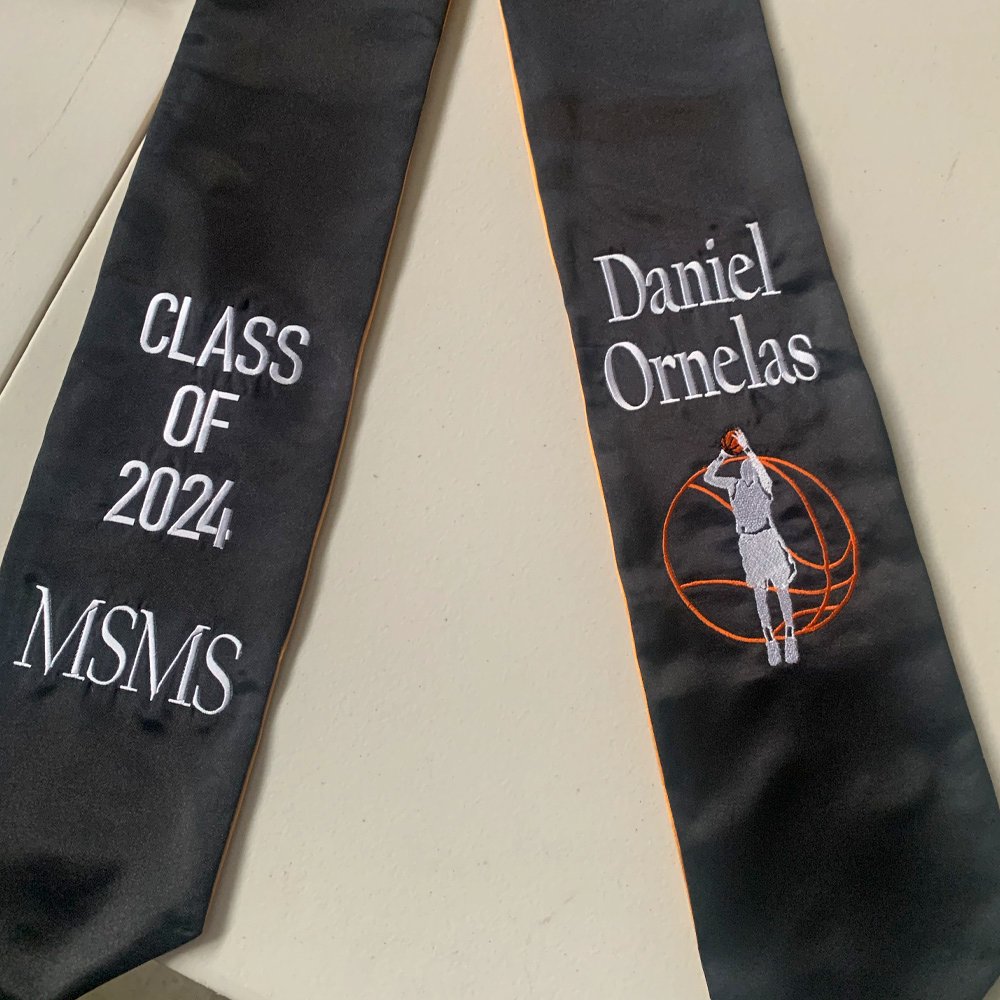 CLASS
OF
2024
MSMS
Daniel
Ornelas